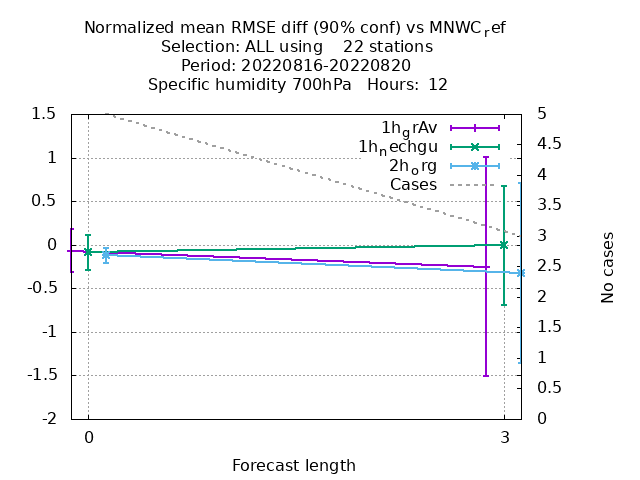 Normalized mean RMSE diff (90% conf) vs MNWC_ref
Selection: ALL using    22 stations
Period: 20220816-20220820
Specific humidity 700hPa   Hours:  12
1h_grAv
1h_nechgu
2h_org
Cases
1.5
1
0.5
0
-0.5
-1
-1.5
-2
5
4.5
4
3.5
3
2.5
2
1.5
1
0.5
0
No cases
0
3
Forecast length